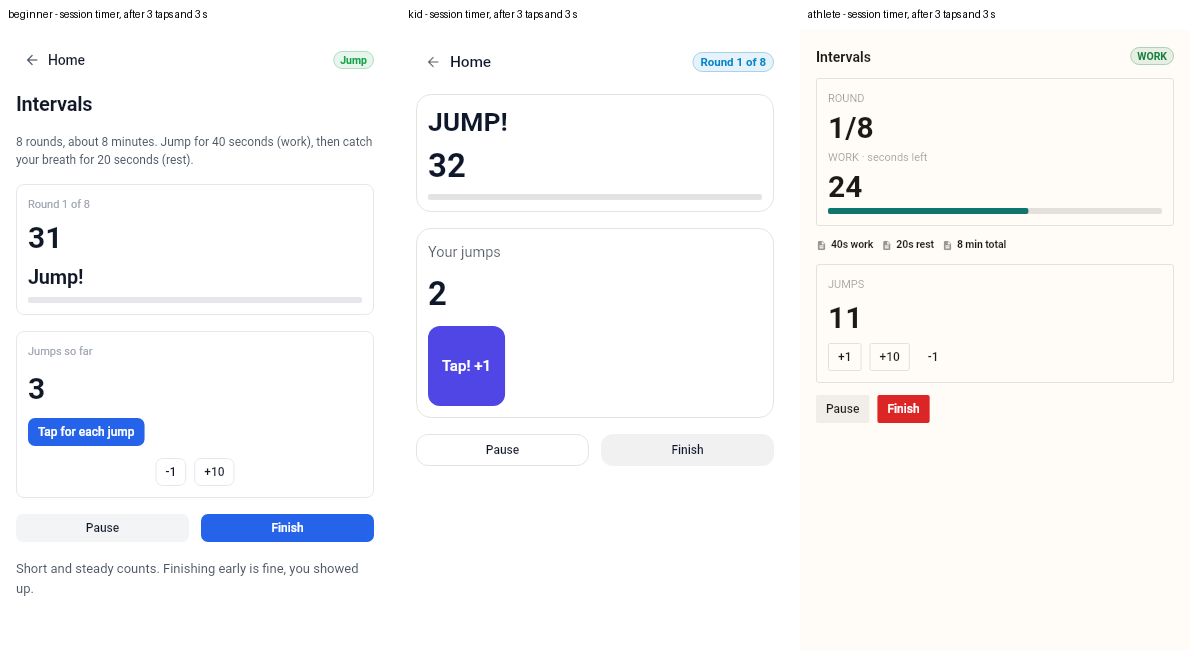 beginner - session timer, after 3 taps and 3 s
Home
Jump
Intervals
8 rounds, about 8 minutes. Jump for 40 seconds (work), then catch
your breath for 20 seconds (rest).
Round 1 of 8
31
Jump!
Jumps so far
3
Tap for each jump
-1
+10
Pause
Finish
Short and steady counts. Finishing early is fine, you showed
up.
kid - session timer, after 3 taps and 3 s
Home
Round 1 of 8
JUMP!
32
Your jumps
2
Tap! +1
Pause
Finish
athlete - session timer, after 3 taps and 3 s
Intervals
WORK
ROUND
1/8
WORK · seconds left
24
40s work
20s rest
8 min total
JUMPS
11
+1
+10
-1
Pause
Finish